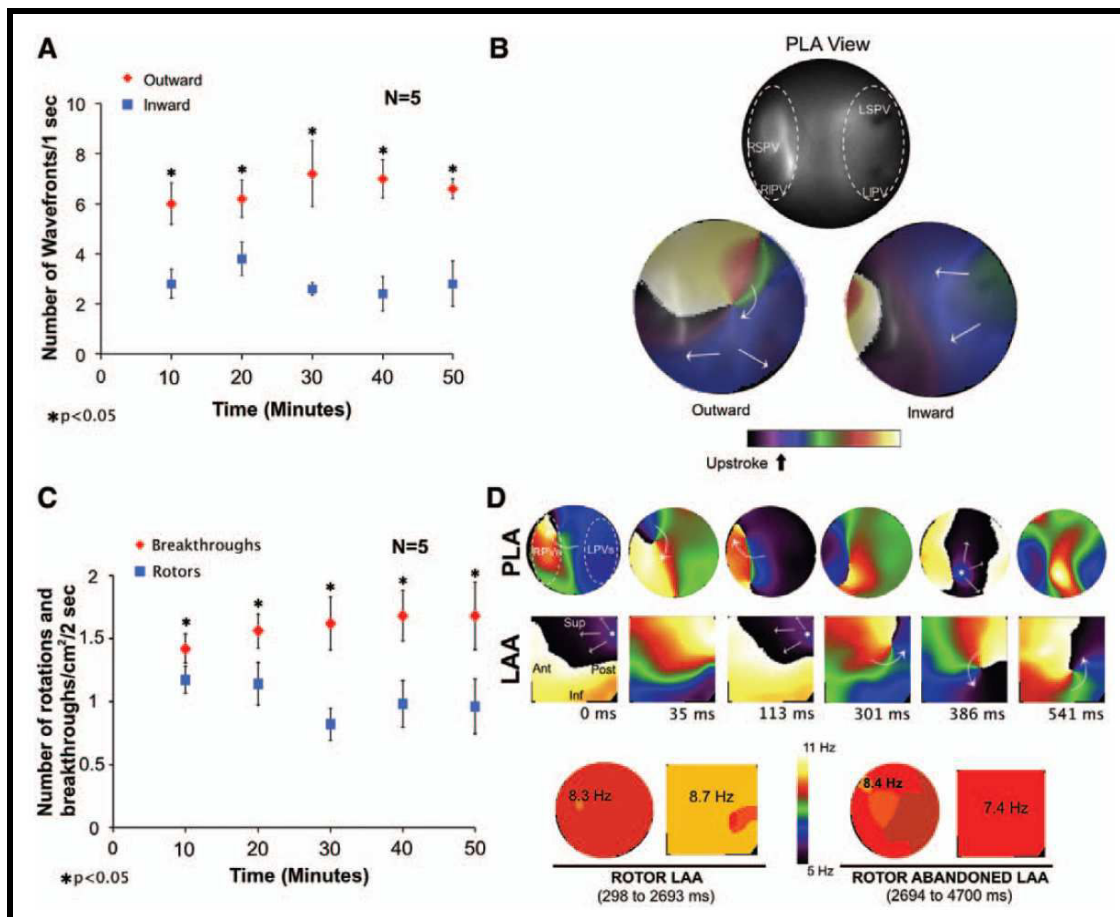 A
Outward
Inward
N=5
Number of Wavefronts/1 sec
10
8
6
4
2
0
* * * * *
0 10 20 30 40 50
Time (Minutes)
*p<0.05
B
PLA View
LSPV
RSPV
RIPV
LIPV
Outward
Inward
Upstroke
C
Breakthroughs
Rotors
N=5
Number of rotations and
breakthroughs/cm²/2 sec
2
1.5
1
0.5
0
* * * * *
0 10 20 30 40 50
Time (Minutes)
*p<0.05
D
PLA
RPVs
LPVs
*
LAA
Sup
Ant
Post
Inf
* *
0 ms 35 ms 113 ms 301 ms 386 ms 541 ms
11 Hz
5 Hz
8.3 Hz
8.7 Hz
8.4 Hz
7.4 Hz
ROTOR LAA
(298 to 2693 ms)
ROTOR ABANDONED LAA
(2694 to 4700 ms)